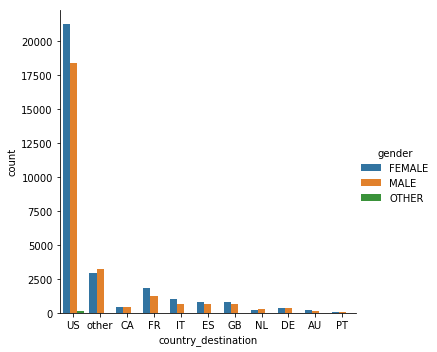 20000
17500
15000
12500
10000
7500
5000
2500
0
count
US other CA FR IT ES GB NL DE AU PT
country_destination
gender
FEMALE
MALE
OTHER